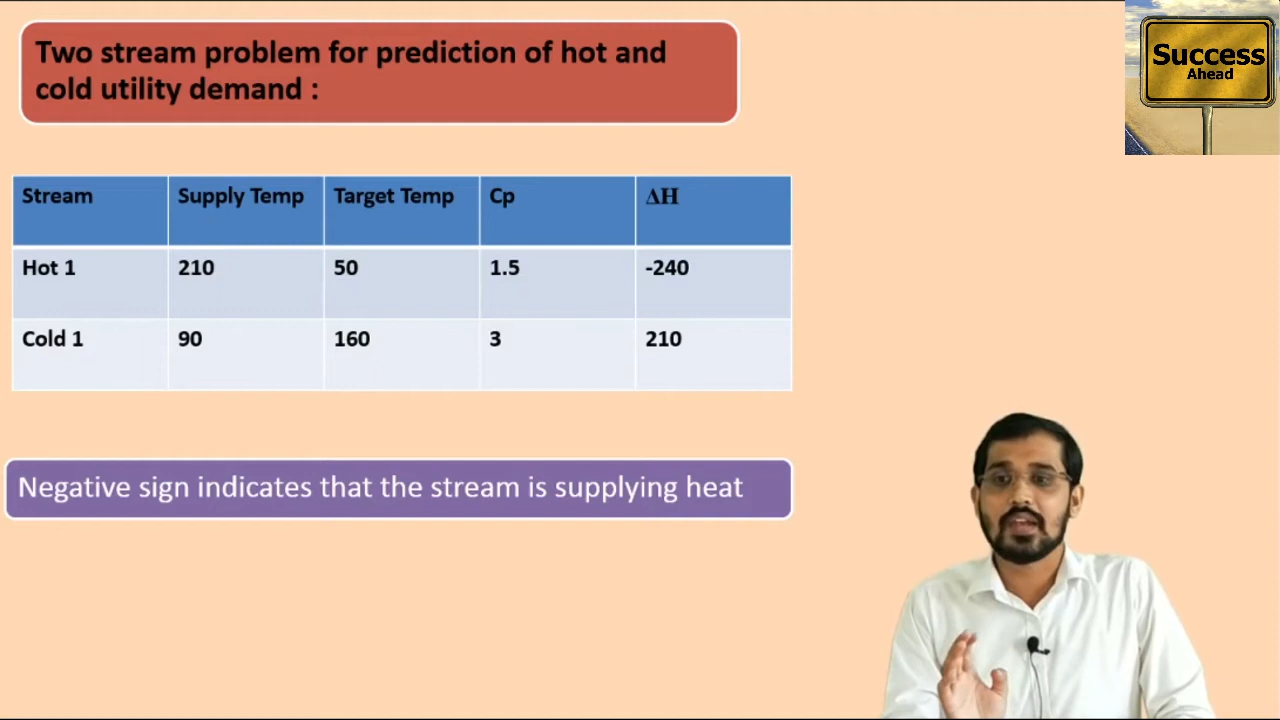 Two stream problem for prediction of hot and
cold utility demand :
Success
Ahead
Stream Supply Temp Target Temp Cp ΔH
Hot 1 210 50 1.5 -240
Cold 1 90 160 3 210
Negative sign indicates that the stream is supplying heat